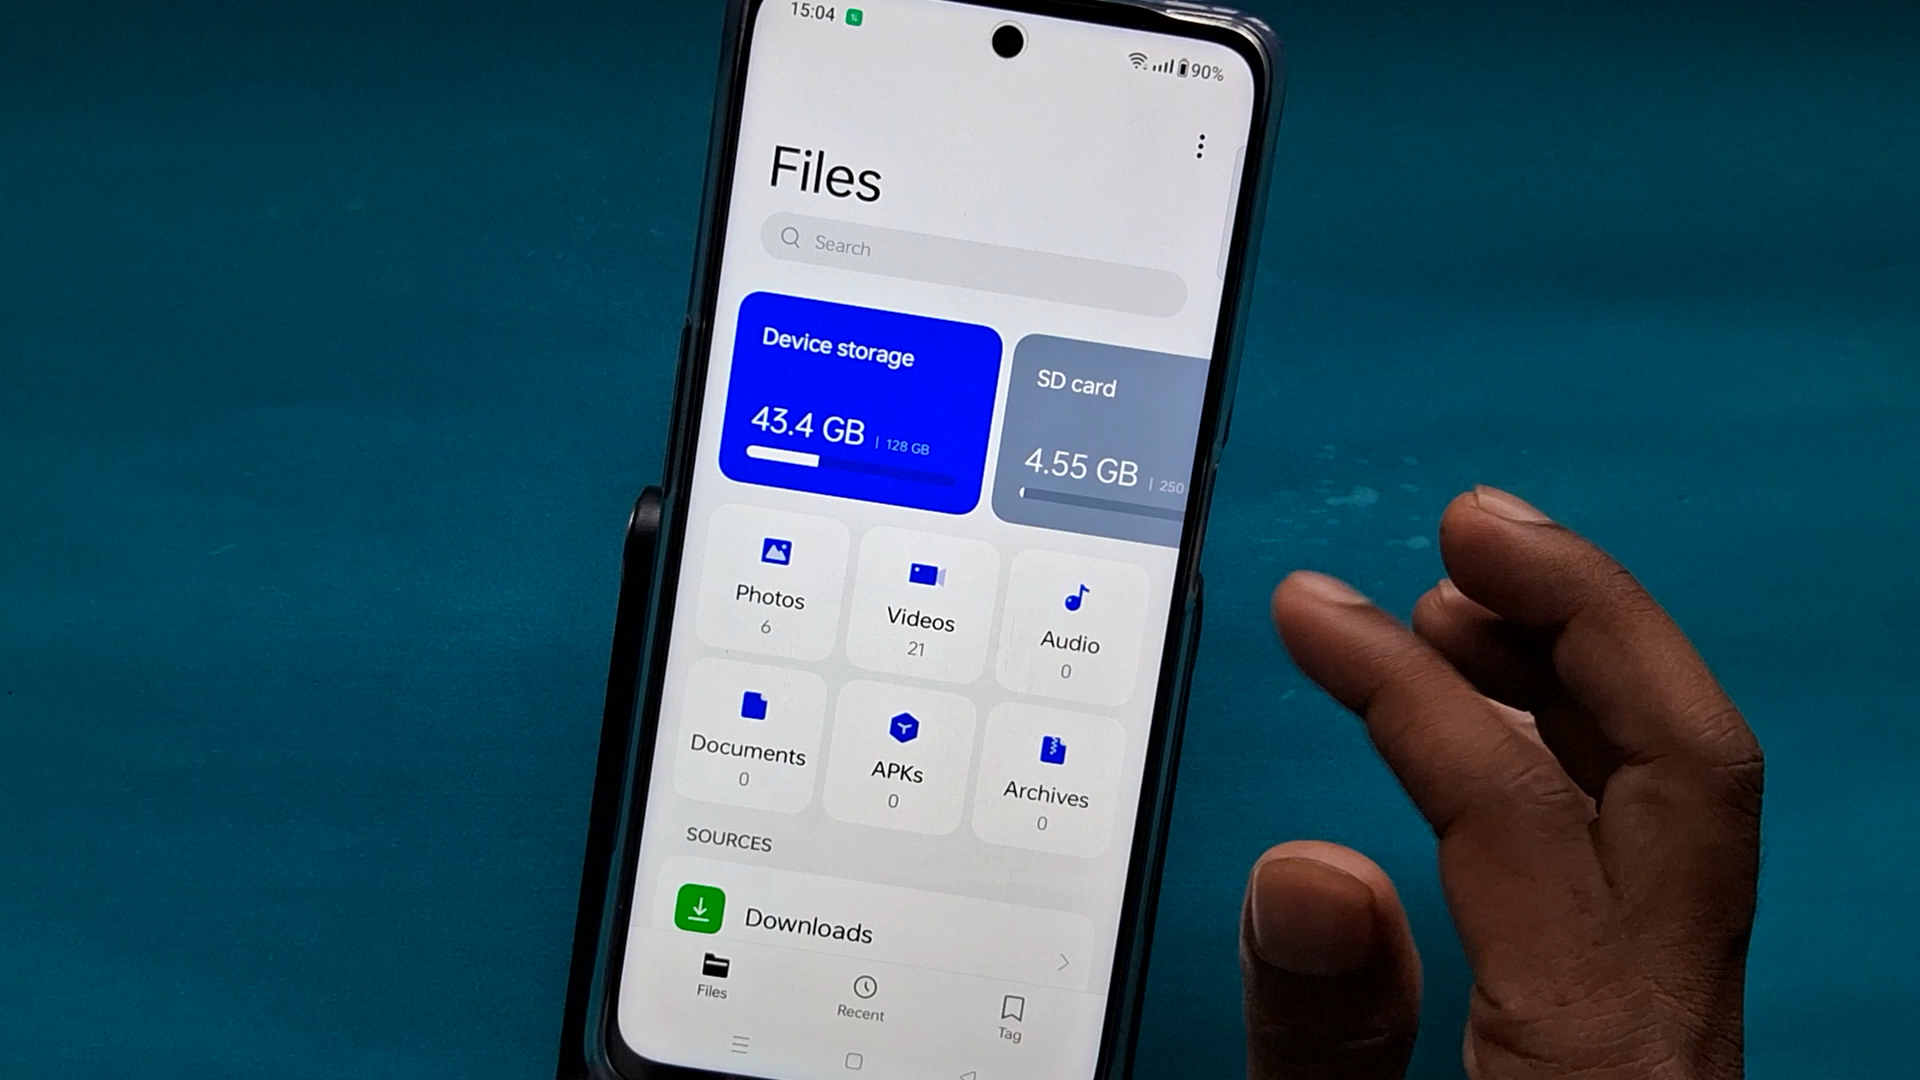 15:04
90%
Files
Search
Device storage
43.4 GB | 128 GB
SD card
4.55 GB | 250
Photos
6
Videos
21
Audio
0
Documents
0
APKs
0
Archives
0
SOURCES
Downloads
Files
Recent
Tag